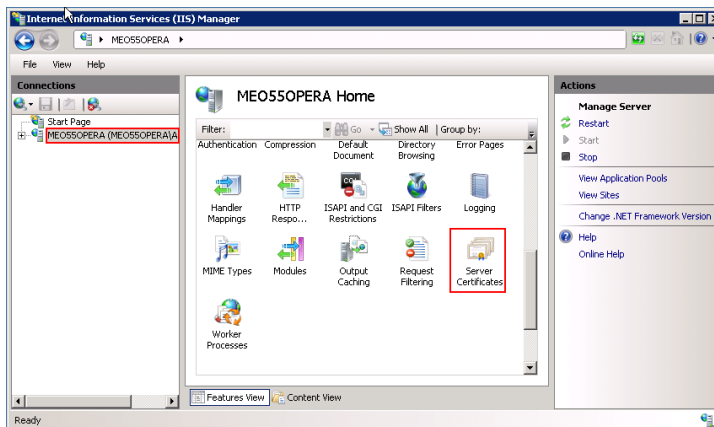 Internet Information Services (IIS) Manager
MEO55OPERA
File View Help
Connections
Start Page
MEO55OPERA (MEO55OPERA\A
MEO55OPERA Home
Filter: Go Show All Group by:
Authentication Compression Default Document Directory Browsing Error Pages
Handler Mappings HTTP Respo... ISAPI and CGI Restrictions ISAPI Filters Logging
MIME Types Modules Output Caching Request Filtering Server Certificates
Worker Processes
Features View Content View
Actions
Manage Server
Restart
Start
Stop
View Application Pools
View Sites
Change .NET Framework Version
Help
Online Help
Ready